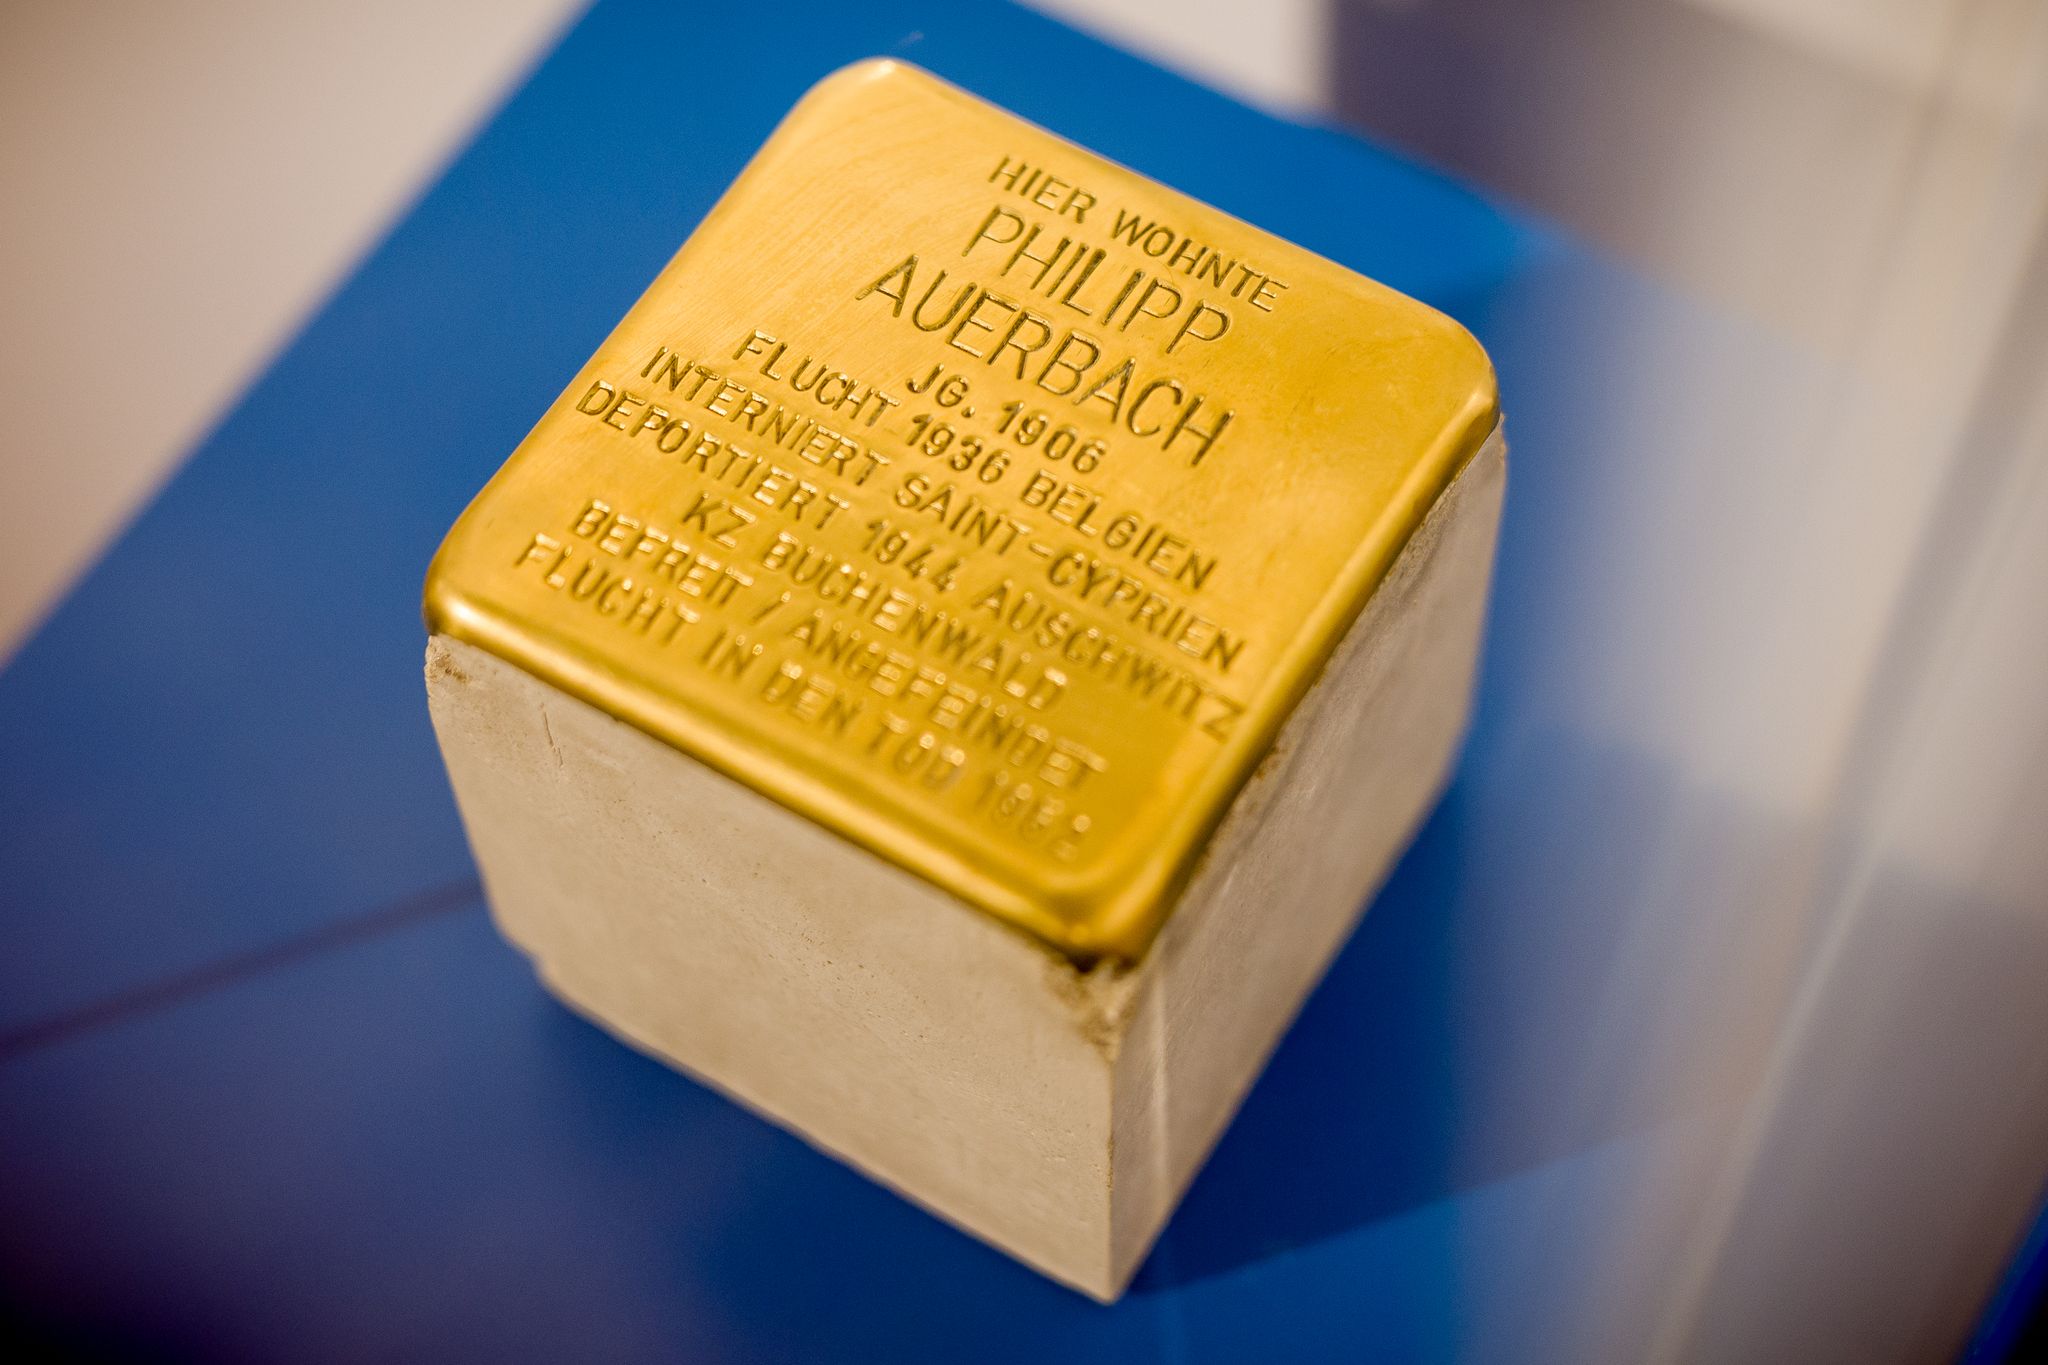 HIER WOHNTE
PHILIPP
AUERBACH
JG. 1906
FLUCHT 1936 BELGIEN
INTERNIERT SAINT-CYPRIEN
DEPORTIERT 1944 AUSCHWITZ
KZ BUCHENWALD
BEFREIT / ANGEFEINDET
FLUCHT IN DEN TOD 1952